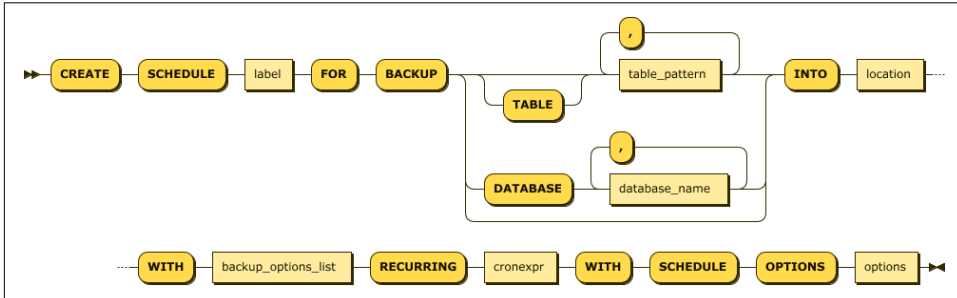 ,
CREATE SCHEDULE label FOR BACKUP table_pattern INTO location
TABLE
,
DATABASE database_name
WITH backup_options_list RECURRING cronexpr WITH SCHEDULE OPTIONS options